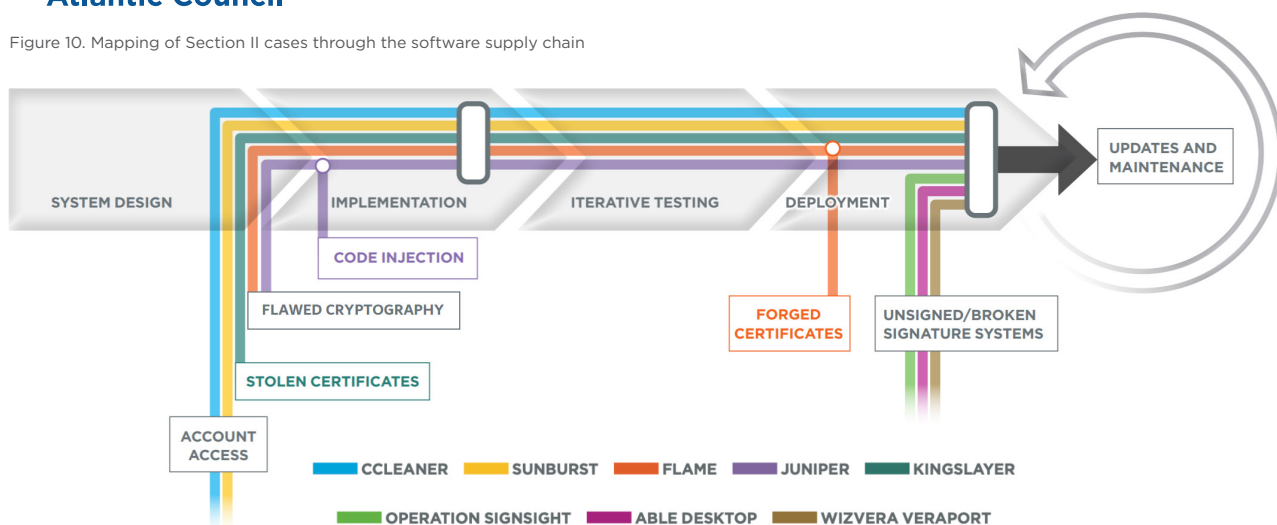 Atlantic Council
Figure 10. Mapping of Section II cases through the software supply chain
SYSTEM DESIGN
IMPLEMENTATION
ITERATIVE TESTING
DEPLOYMENT
UPDATES AND
MAINTENANCE
CODE INJECTION
FLAWED CRYPTOGRAPHY
FORGED
CERTIFICATES
UNSIGNED/BROKEN
SIGNATURE SYSTEMS
STOLEN CERTIFICATES
ACCOUNT
ACCESS
CCLEANER
SUNBURST
FLAME
JUNIPER
KINGSLAYER
OPERATION SIGNSIGHT
ABLE DESKTOP
WIZVERA VERAPORT